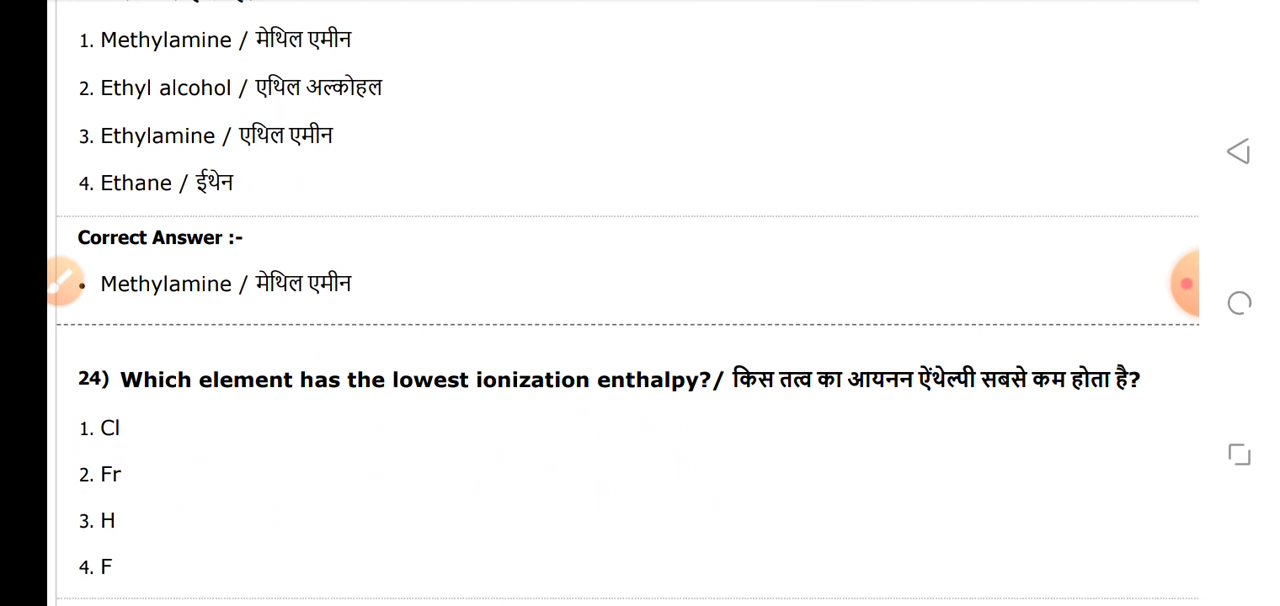 1. Methylamine / मेथिल एमीन
2. Ethyl alcohol / एथिल अल्कोहल
3. Ethylamine / एथिल एमीन
4. Ethane / ईथेन
Correct Answer :-
• Methylamine / मेथिल एमीन
24) Which element has the lowest ionization enthalpy?/ किस तत्व का आयनन ऐंथेल्पी सबसे कम होता है?
1. Cl
2. Fr
3. H
4. F